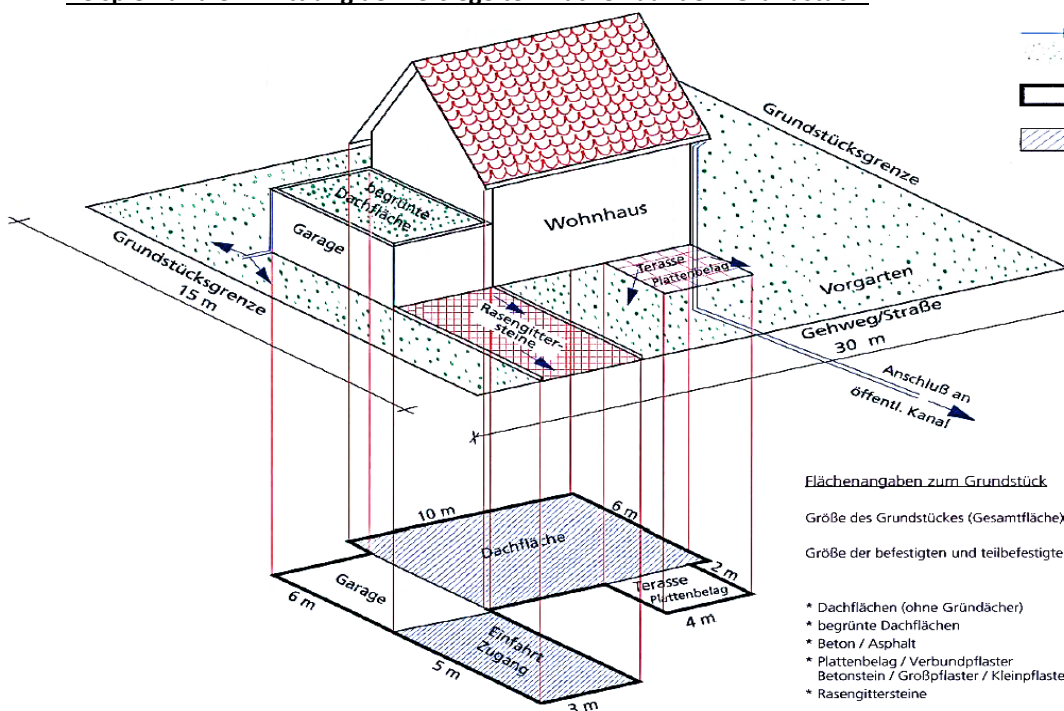 Grundstücksgrenze
begrünte
Dachfläche
Garage
Wohnhaus
Terasse
Plattenbelag
Vorgarten
Grundstücksgrenze
15 m
Rasengitter-
steine
Gehweg/Straße
30 m
Anschluß an
öffentl. Kanal
10 m
6 m
Dachfläche
2 m
Garage
Terasse
Plattenbelag
6 m
4 m
Einfahrt
Zugang
5 m
3 m
Flächenangaben zum Grundstück
Größe des Grundstückes (Gesamtfläche)
Größe der befestigten und teilbefestigte
* Dachflächen (ohne Gründächer)
* begrünte Dachflächen
* Beton / Asphalt
* Plattenbelag / Verbundpflaster
Betonstein / Großpflaster / Kleinpflaste
* Rasengittersteine